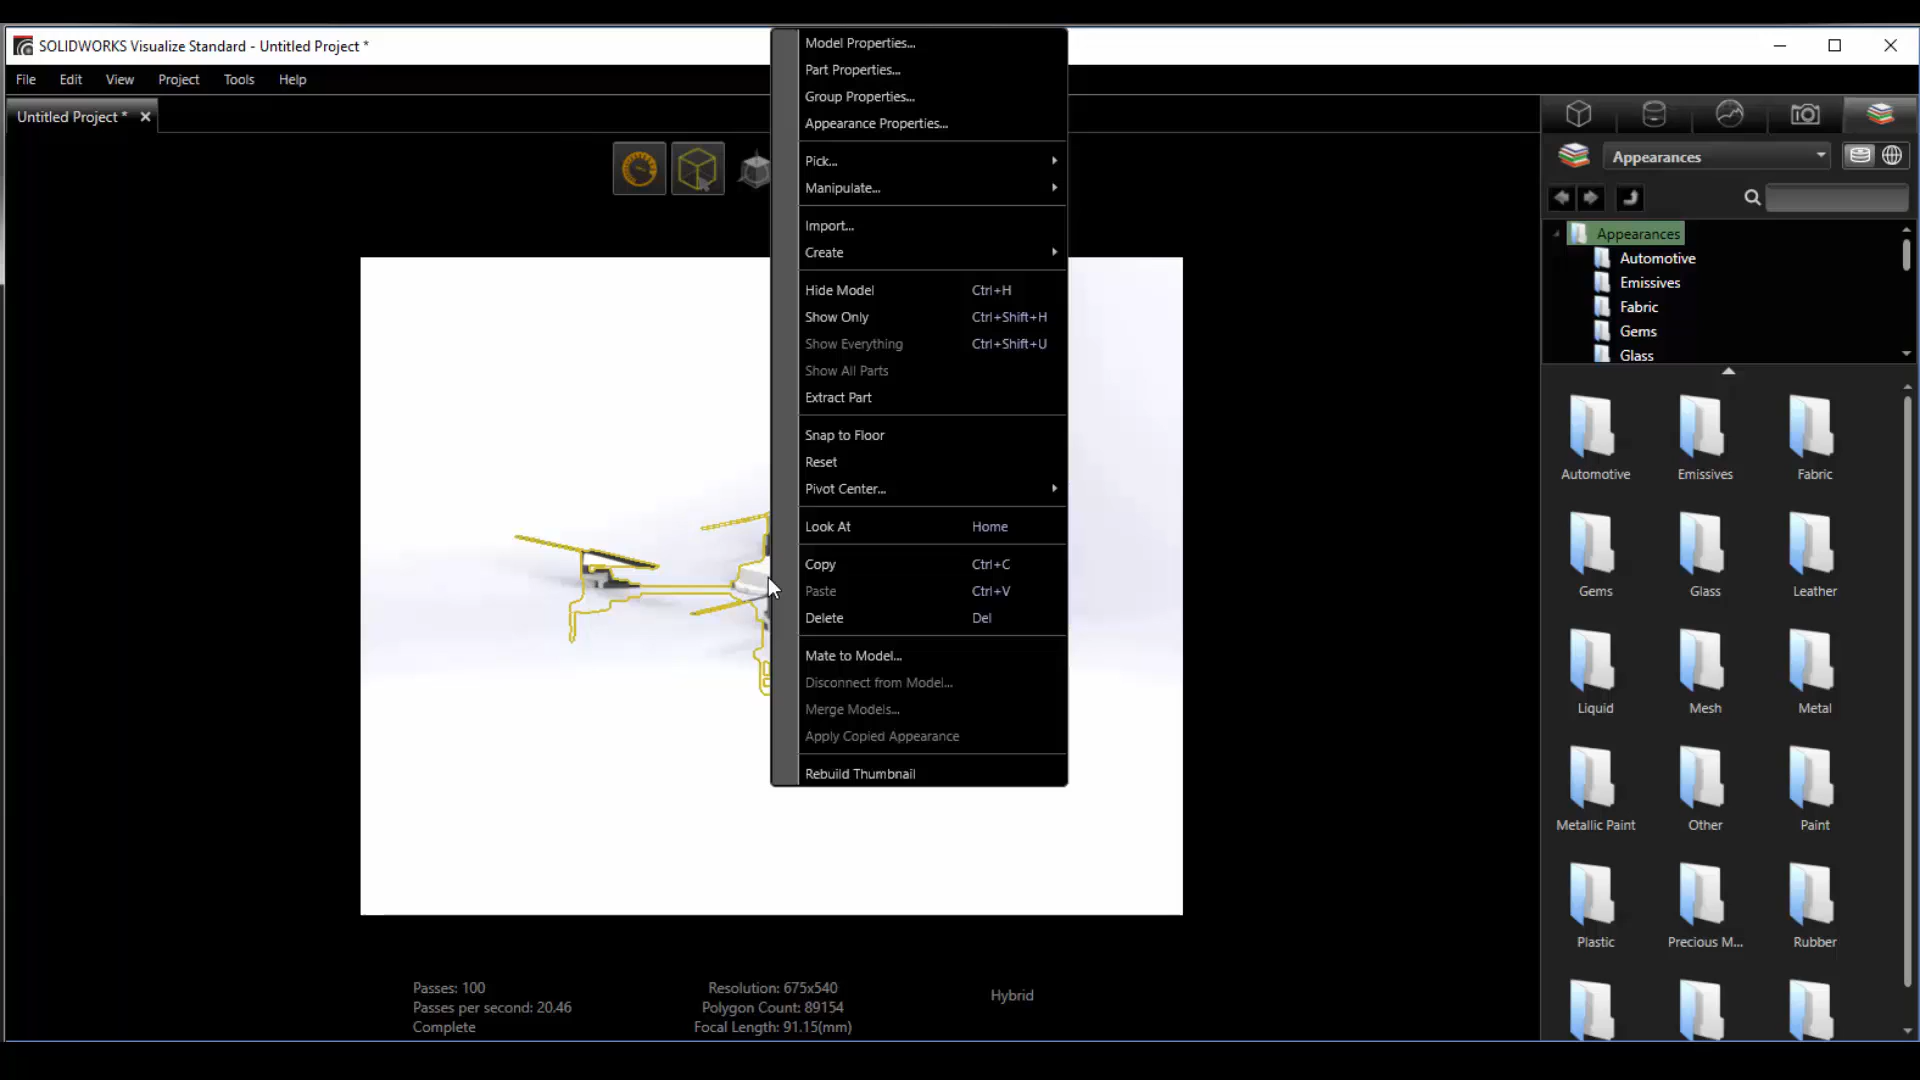 SOLIDWORKS Visualize Standard - Untitled Project *
File Edit View Project Tools Help
Untitled Project *
Model Properties...
Part Properties...
Group Properties...
Appearance Properties...
Pick...
Manipulate...
Import...
Create
Hide Model Ctrl+H
Show Only Ctrl+Shift+H
Show Everything Ctrl+Shift+U
Show All Parts
Extract Part
Snap to Floor
Reset
Pivot Center...
Look At Home
Copy Ctrl+C
Paste Ctrl+V
Delete Del
Mate to Model...
Disconnect from Model...
Merge Models...
Apply Copied Appearance
Rebuild Thumbnail
Appearances
Appearances
Automotive
Emissives
Fabric
Gems
Glass
Automotive Emissives Fabric
Gems Glass Leather
Liquid Mesh Metal
Metallic Paint Other Paint
Plastic Precious M... Rubber
Passes: 100
Passes per second: 20.46
Complete
Resolution: 675x540
Polygon Count: 89154
Focal Length: 91.15(mm)
Hybrid